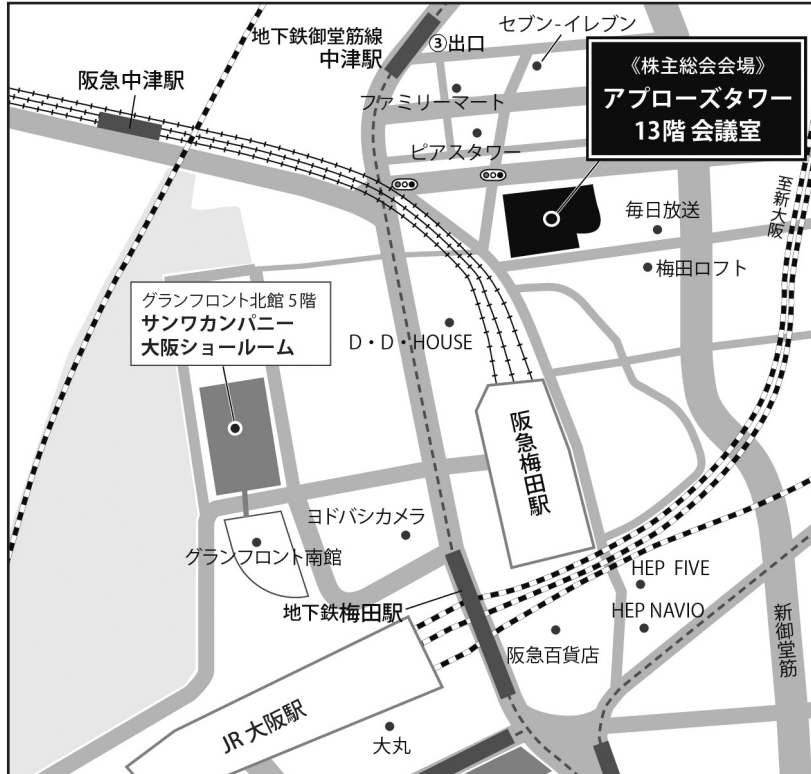 セブン-イレブン
地下鉄御堂筋線
中津駅
③出口
《株主総会会場》
アプローズタワー
13階 会議室
阪急中津駅
ファミリーマート
ピアスタワー
至新大阪
毎日放送
梅田ロフト
グランフロント北館 5階
サンワカンパニー
大阪ショールーム
D・D・HOUSE
阪急梅田駅
ヨドバシカメラ
グランフロント南館
HEP FIVE
地下鉄梅田駅
HEP NAVIO
新御堂筋
阪急百貨店
JR 大阪駅
大丸